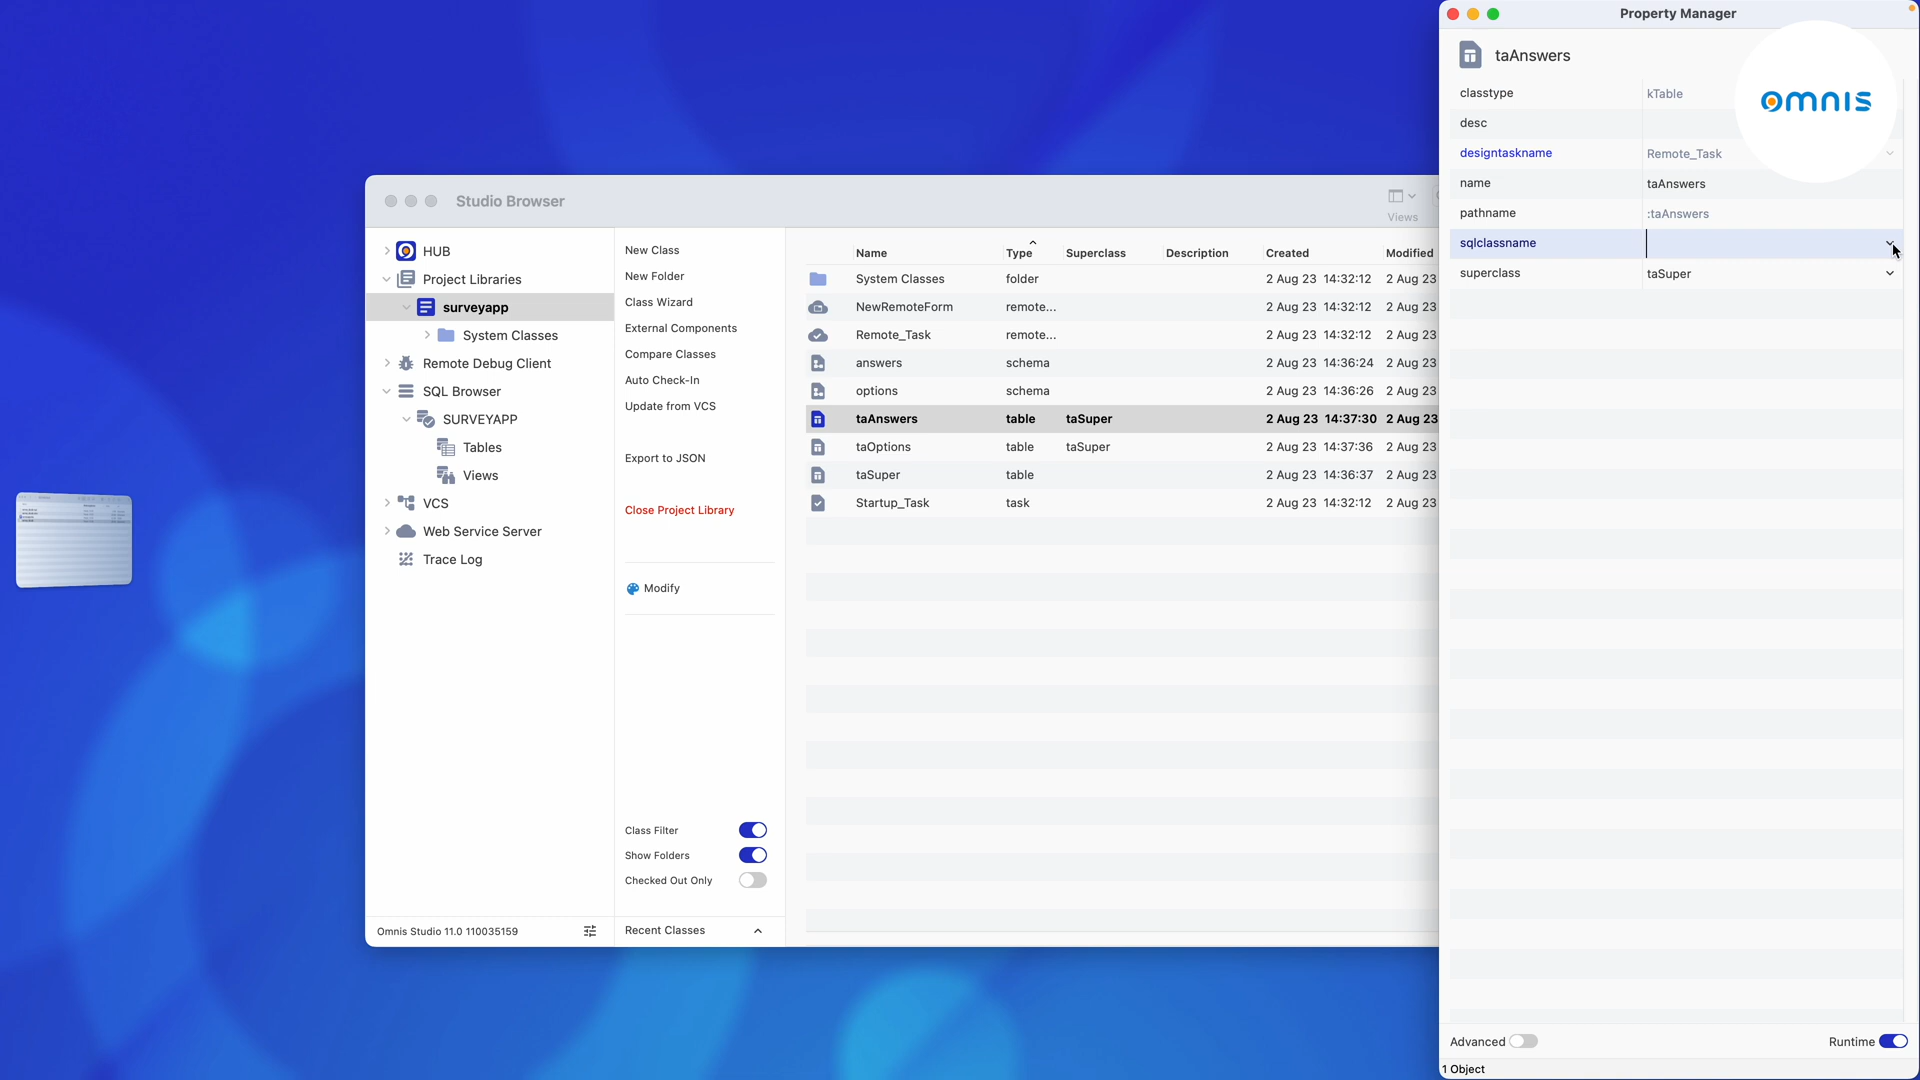 Property Manager
taAnswers
omnis
classtype kTable
desc
designtaskname Remote_Task
name taAnswers
pathname :taAnswers
sqlclassname
superclass taSuper
Advanced Runtime
1 Object
Studio Browser
Views
HUB
Project Libraries
surveyapp
System Classes
Remote Debug Client
SQL Browser
SURVEYAPP
Tables
Views
VCS
Web Service Server
Trace Log
Omnis Studio 11.0 110035159
New Class
New Folder
Class Wizard
External Components
Compare Classes
Auto Check-In
Update from VCS
Export to JSON
Close Project Library
Modify
Class Filter
Show Folders
Checked Out Only
Recent Classes
Name Type Superclass Description Created Modified
System Classes folder 2 Aug 23 14:32:12 2 Aug 23
NewRemoteForm remote... 2 Aug 23 14:32:12 2 Aug 23
Remote_Task remote... 2 Aug 23 14:32:12 2 Aug 23
answers schema 2 Aug 23 14:36:24 2 Aug 23
options schema 2 Aug 23 14:36:26 2 Aug 23
taAnswers table taSuper 2 Aug 23 14:37:30 2 Aug 23
taOptions table taSuper 2 Aug 23 14:37:36 2 Aug 23
taSuper table 2 Aug 23 14:36:37 2 Aug 23
Startup_Task task 2 Aug 23 14:32:12 2 Aug 23